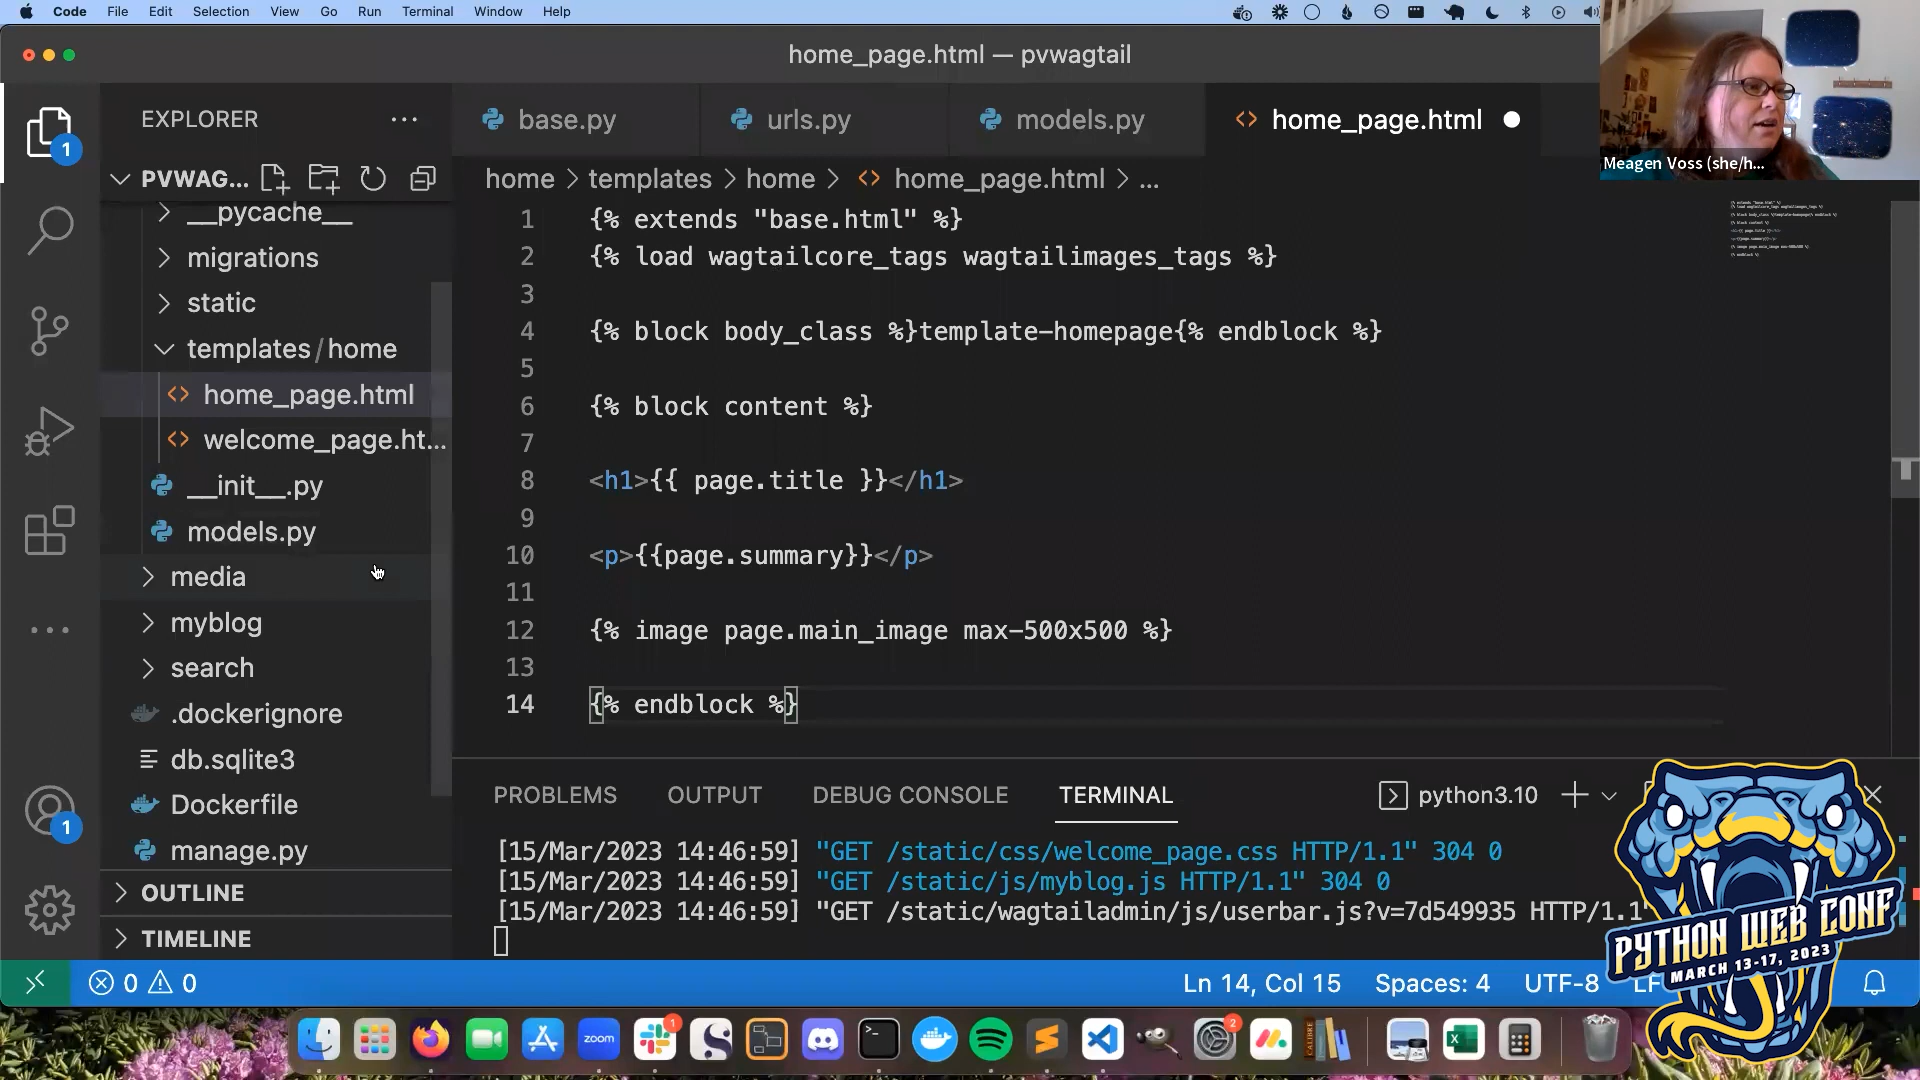 Code File Edit Selection View Go Run Terminal Window Help
home_page.html — pvwagtail
Meagen Voss (she/h...
EXPLORER
PVWAG...
__pycache__
migrations
static
templates/home
home_page.html
welcome_page.ht...
__init__.py
models.py
media
myblog
search
.dockerignore
db.sqlite3
Dockerfile
manage.py
OUTLINE
TIMELINE
1
1
base.py urls.py models.py home_page.html
home > templates > home > home_page.html > ...
1 {% extends "base.html" %}
2 {% load wagtailcore_tags wagtailimages_tags %}
3
4 {% block body_class %}template-homepage{% endblock %}
5
6 {% block content %}
7
8 <h1>{{ page.title }}</h1>
9
10 <p>{{page.summary}}</p>
11
12 {% image page.main_image max-500x500 %}
13
14 {% endblock %}
PROBLEMS OUTPUT DEBUG CONSOLE TERMINAL python3.10
[15/Mar/2023 14:46:59] "GET /static/css/welcome_page.css HTTP/1.1" 304 0
[15/Mar/2023 14:46:59] "GET /static/js/myblog.js HTTP/1.1" 304 0
[15/Mar/2023 14:46:59] "GET /static/wagtailadmin/js/userbar.js?v=7d549935 HTTP/1.1"
0 0 Ln 14, Col 15 Spaces: 4 UTF-8 LF
PYTHON WEB CONF
MARCH 13-17, 2023
zoom
1
2